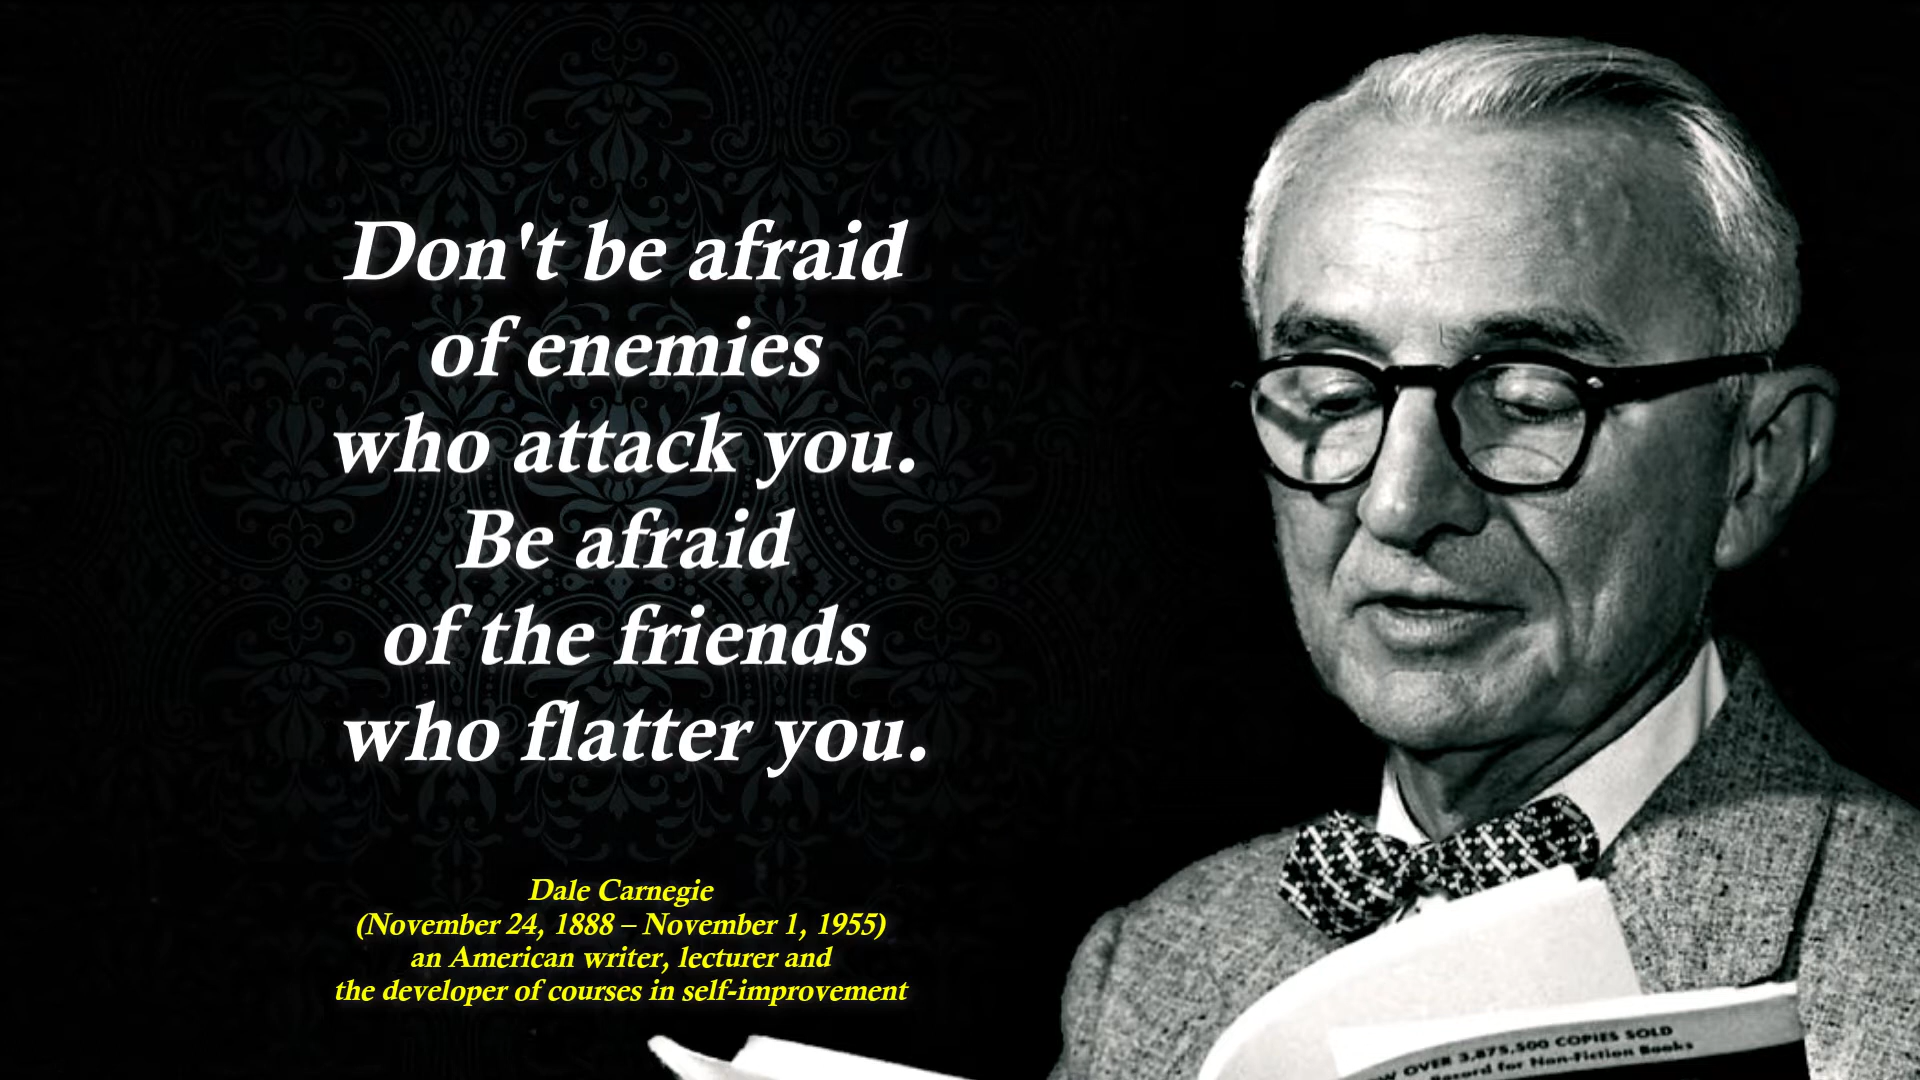 Don't be afraid
of enemies
who attack you.
Be afraid
of the friends
who flatter you.
Dale Carnegie
(November 24, 1888 – November 1, 1955)
an American writer, lecturer and
the developer of courses in self-improvement
OVER 3,875,500 COPIES SOLD
Record for Non-Fiction Books